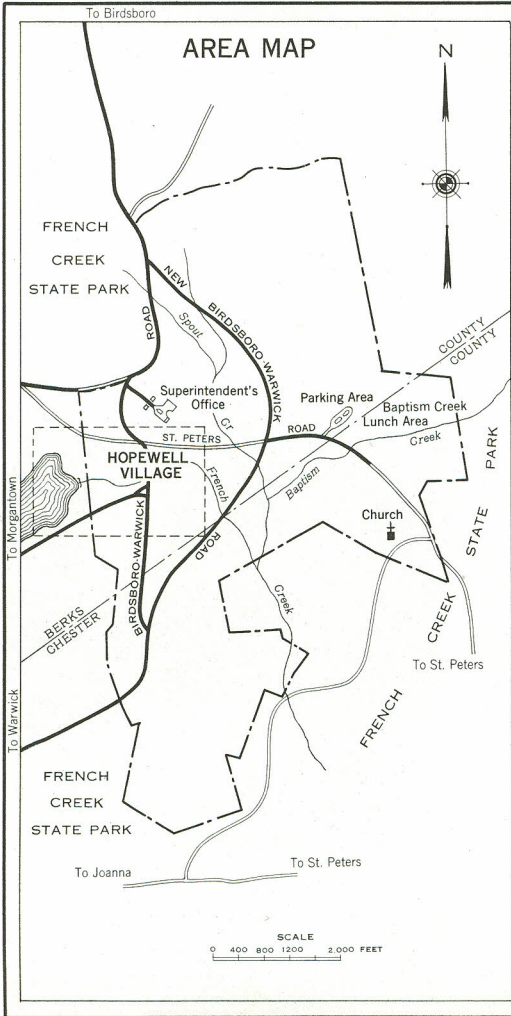 To Birdsboro
AREA MAP
N
FRENCH
CREEK
STATE PARK
ROAD
NEW
BIRDSBORO-WARWICK
Spout
Cr
COUNTY
COUNTY
Superintendent's
Office
Parking Area
Baptism Creek
Lunch Area
ST. PETERS
ROAD
Creek
Baptism
HOPEWELL
VILLAGE
French
Creek
To Morgantown
BIRDSBORO-WARWICK
ROAD
Church
PARK
STATE
CREEK
FRENCH
BERKS
CHESTER
To St. Peters
To Warwick
FRENCH
CREEK
STATE PARK
To Joanna
To St. Peters
SCALE
0 400 800 1200 2,000 FEET